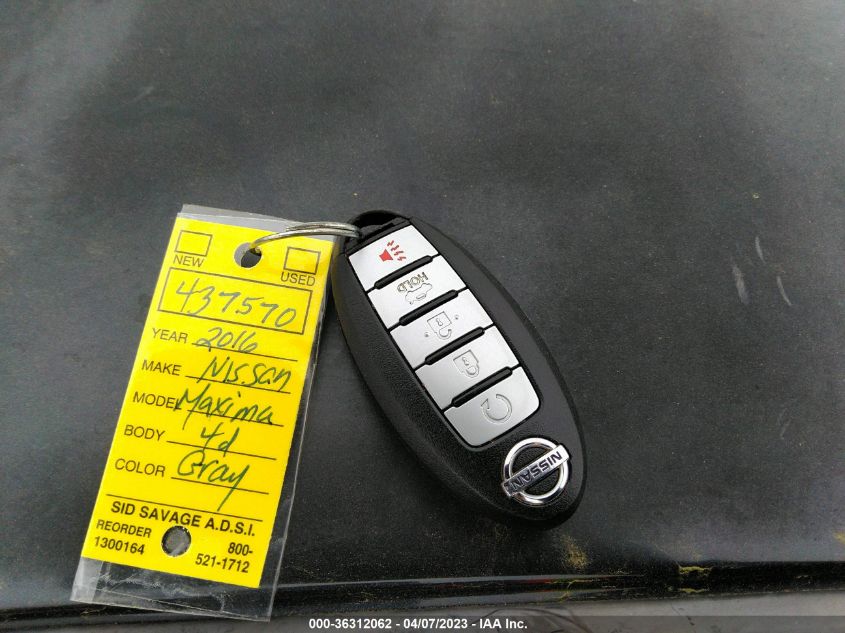 NEW
USED
437570
YEAR 2016
MAKE Nissan
MODEL Maxima
BODY 4d
COLOR Gray
SID SAVAGE A.D.S.I.
REORDER 800-
1300164 521-1712
HOLD
NISSAN
000-36312062 - 04/07/2023 - IAA Inc.